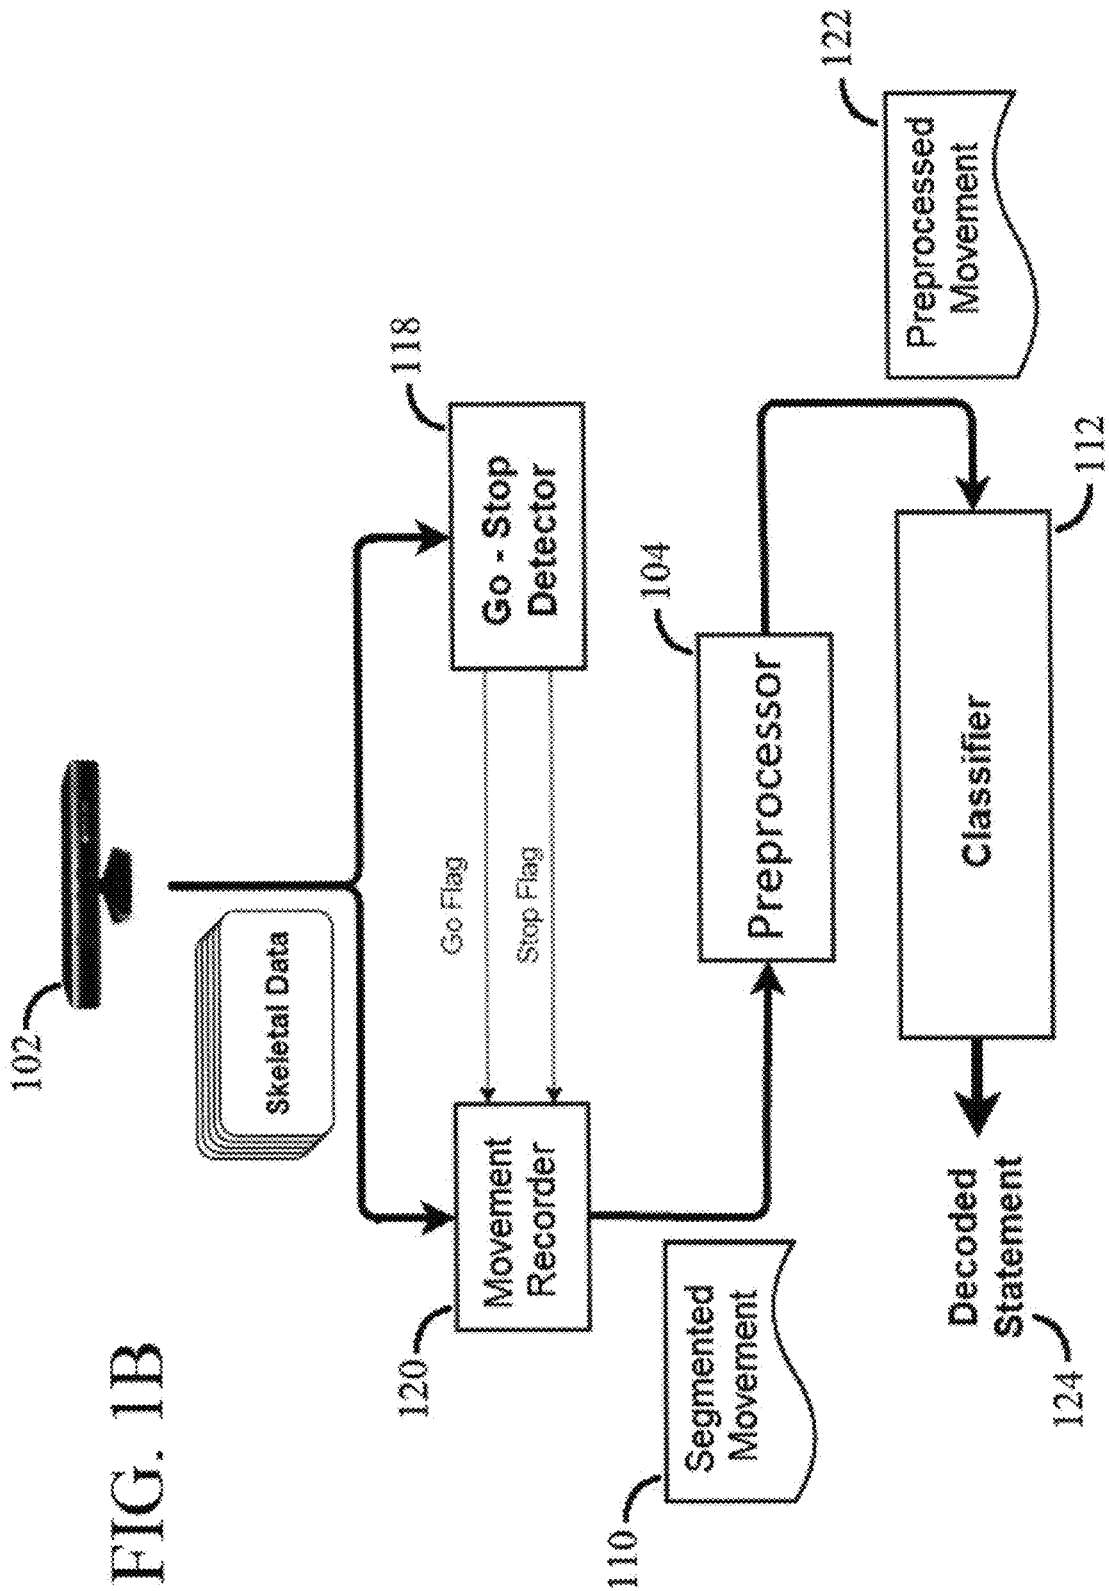 FIG. 1B
102
Skeletal Data
118
Go - Stop
Detector
Go Flag
Stop Flag
120
Movement
Recorder
110
Segmented
Movement
104
Preprocessor
122
Preprocessed
Movement
112
Classifier
Decoded
Statement
124